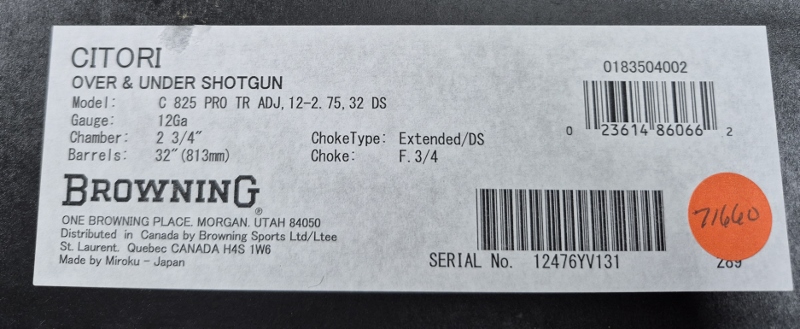 CITORI
OVER & UNDER SHOTGUN
Model: C 825 PRO TR ADJ, 12-2.75, 32 DS
Gauge: 12Ga
Chamber: 2 3/4" ChokeType: Extended/DS
Barrels: 32"(813mm) Choke: F.3/4
0183504002
0 23614 86066 2
BROWNING®
ONE BROWNING PLACE. MORGAN. UTAH 84050
Distributed in Canada by Browning Sports Ltd/Ltee
St. Laurent. Quebec CANADA H4S 1W6
Made by Miroku - Japan
SERIAL No. 12476YV131
289
71660